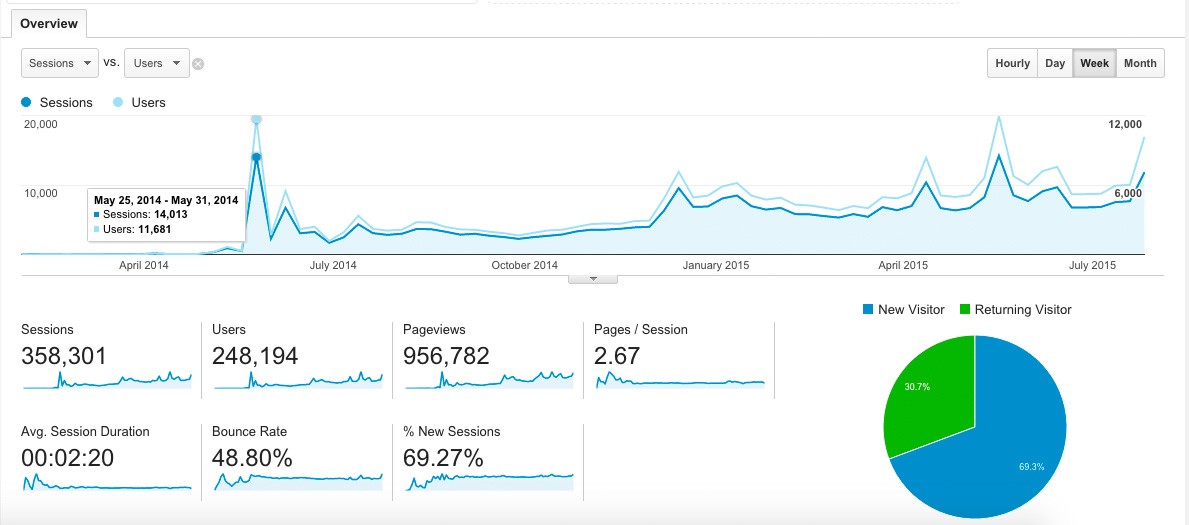 Overview
Sessions vs. Users
Hourly Day Week Month
Sessions Users
20,000 12,000
10,000 6,000
May 25, 2014 - May 31, 2014
Sessions: 14,013
Users: 11,681
April 2014 July 2014 October 2014 January 2015 April 2015 July 2015
New Visitor Returning Visitor
Sessions Users Pageviews Pages / Session
358,301 248,194 956,782 2.67
30.7%
Avg. Session Duration Bounce Rate % New Sessions
00:02:20 48.80% 69.27%
69.3%